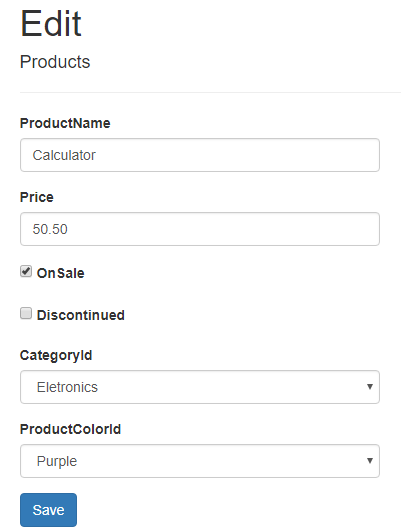 Edit
Products
ProductName
Calculator
Price
50.50
OnSale
Discontinued
CategoryId
Eletronics
ProductColorId
Purple
Save